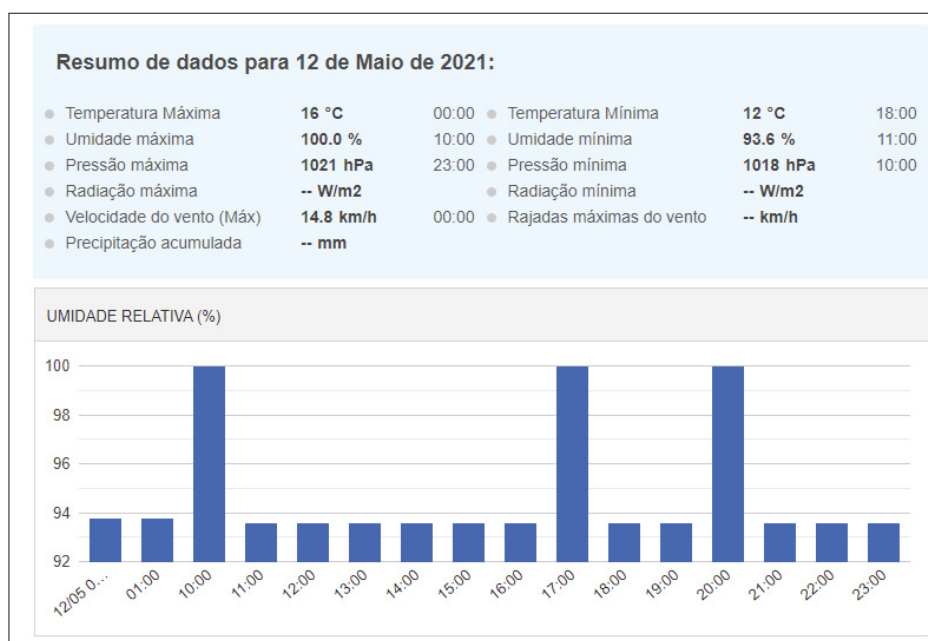 Resumo de dados para 12 de Maio de 2021:
Temperatura Máxima 16 °C 00:00 Temperatura Mínima 12 °C 18:00
Umidade máxima 100.0 % 10:00 Umidade mínima 93.6 % 11:00
Pressão máxima 1021 hPa 23:00 Pressão mínima 1018 hPa 10:00
Radiação máxima -- W/m2 Radiação mínima -- W/m2
Velocidade do vento (Máx) 14.8 km/h 00:00 Rajadas máximas do vento -- km/h
Precipitação acumulada -- mm
UMIDADE RELATIVA (%)
100
98
96
94
92
12/05 0... 01:00 10:00 11:00 12:00 13:00 14:00 15:00 16:00 17:00 18:00 19:00 20:00 21:00 22:00 23:00